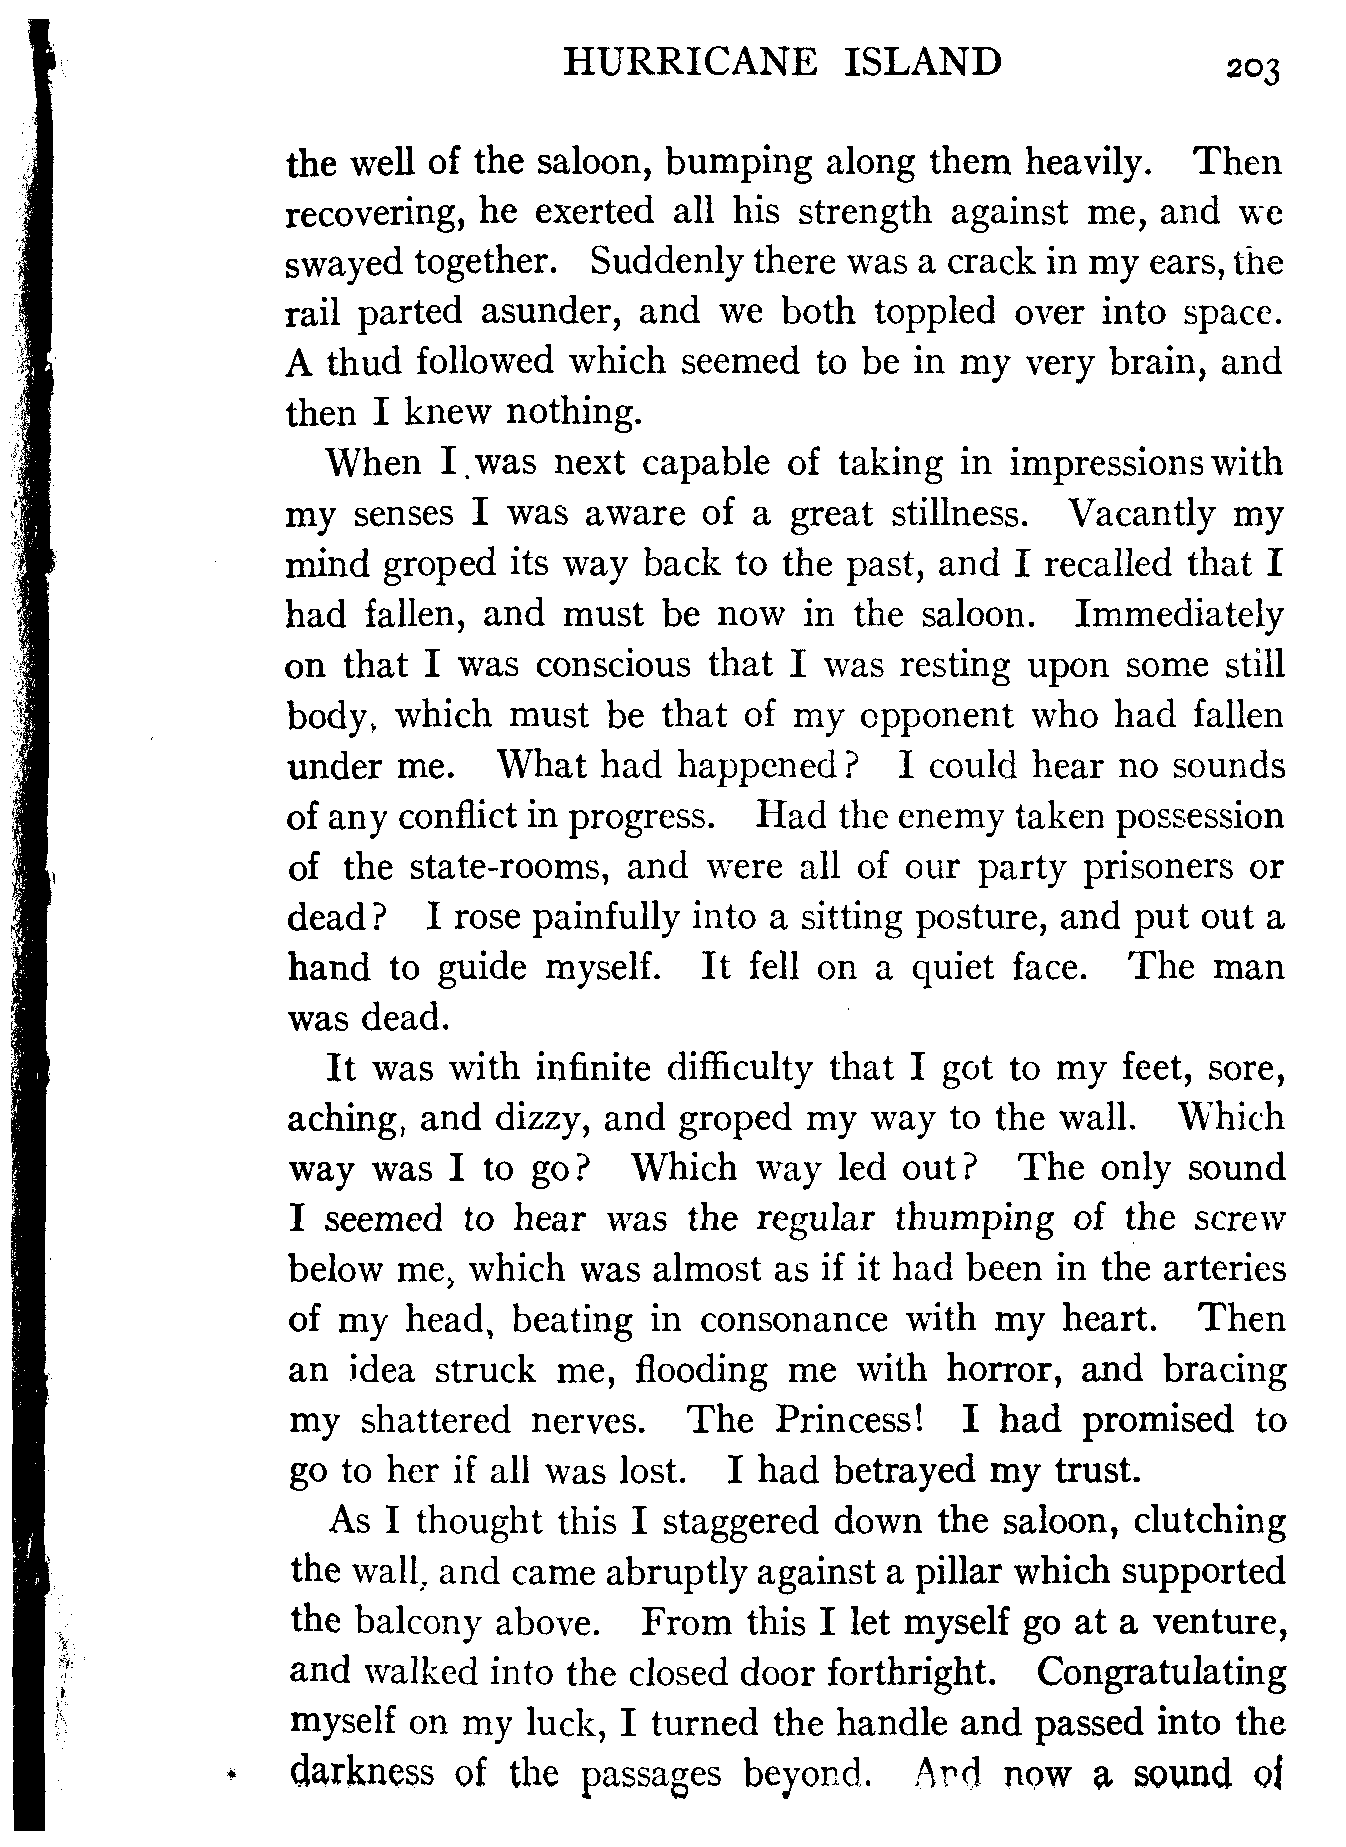 HURRICANE ISLAND 203
the well of the saloon, bumping along them heavily. Then
recovering, he exerted all his strength against me, and we
swayed together. Suddenly there was a crack in my ears, the
rail parted asunder, and we both toppled over into space.
A thud followed which seemed to be in my very brain, and
then I knew nothing.
When I was next capable of taking in impressions with
my senses I was aware of a great stillness. Vacantly my
mind groped its way back to the past, and I recalled that I
had fallen, and must be now in the saloon. Immediately
on that I was conscious that I was resting upon some still
body, which must be that of my opponent who had fallen
under me. What had happened? I could hear no sounds
of any conflict in progress. Had the enemy taken possession
of the state-rooms, and were all of our party prisoners or
dead? I rose painfully into a sitting posture, and put out a
hand to guide myself. It fell on a quiet face. The man
was dead.
It was with infinite difficulty that I got to my feet, sore,
aching, and dizzy, and groped my way to the wall. Which
way was I to go? Which way led out? The only sound
I seemed to hear was the regular thumping of the screw
below me, which was almost as if it had been in the arteries
of my head, beating in consonance with my heart. Then
an idea struck me, flooding me with horror, and bracing
my shattered nerves. The Princess! I had promised to
go to her if all was lost. I had betrayed my trust.
As I thought this I staggered down the saloon, clutching
the wall, and came abruptly against a pillar which supported
the balcony above. From this I let myself go at a venture,
and walked into the closed door forthright. Congratulating
myself on my luck, I turned the handle and passed into the
darkness of the passages beyond. And now a sound of